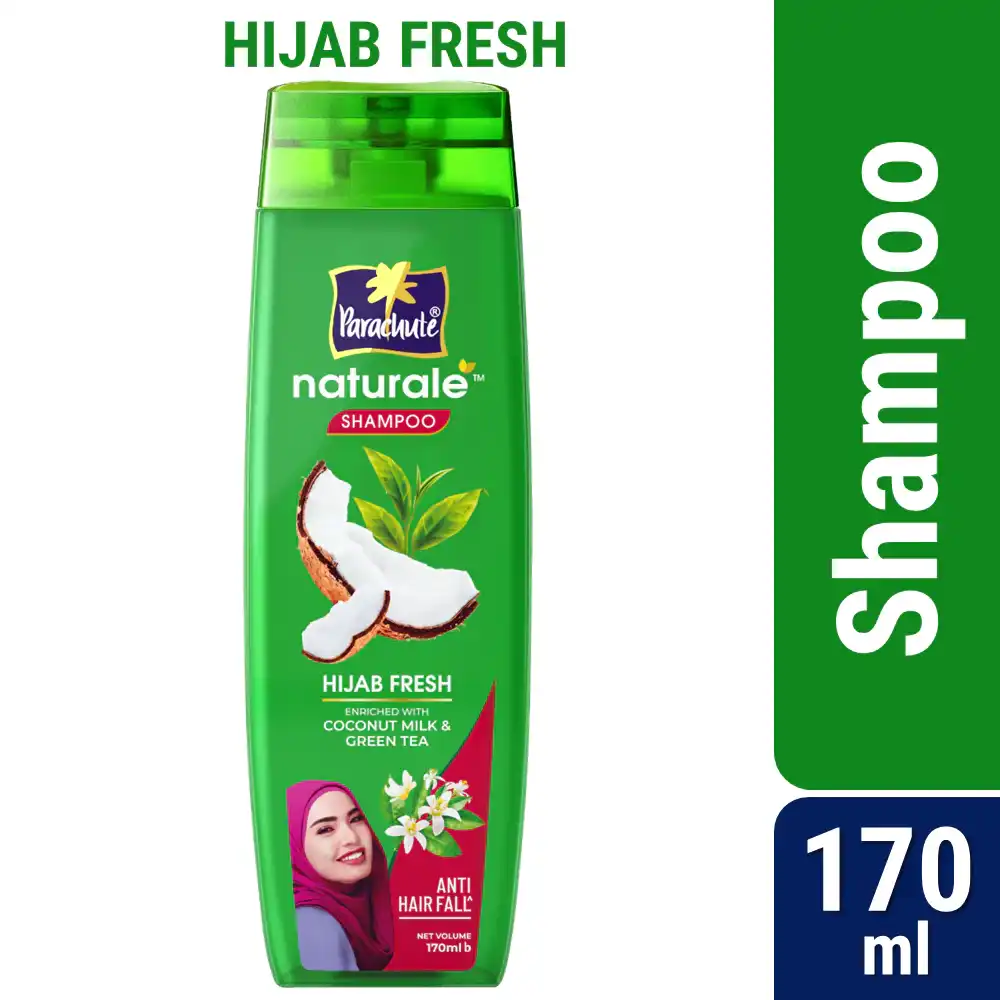 HIJAB FRESH
Parachute®
naturale™
SHAMPOO
HIJAB FRESH
ENRICHED WITH
COCONUT MILK &
GREEN TEA
ANTI
HAIR FALL^
NET VOLUME
170ml b
Shampoo
170
ml